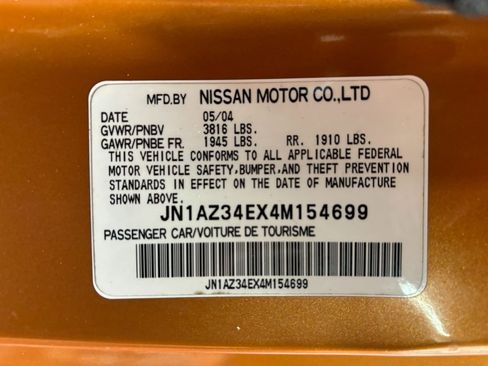 MFD.BY NISSAN MOTOR CO.,LTD
DATE 05/04
GVWR/PNBV 3816 LBS.
GAWR/PNBE FR. 1945 LBS. RR. 1910 LBS.
THIS VEHICLE CONFORMS TO ALL APPLICABLE FEDERAL
MOTOR VEHICLE SAFETY,BUMPER,AND THEFT PREVENTION
STANDARDS IN EFFECT ON THE DATE OF MANUFACTURE
SHOWN ABOVE.
JN1AZ34EX4M154699
PASSENGER CAR/VOITURE DE TOURISME
JN1AZ34EX4M154699